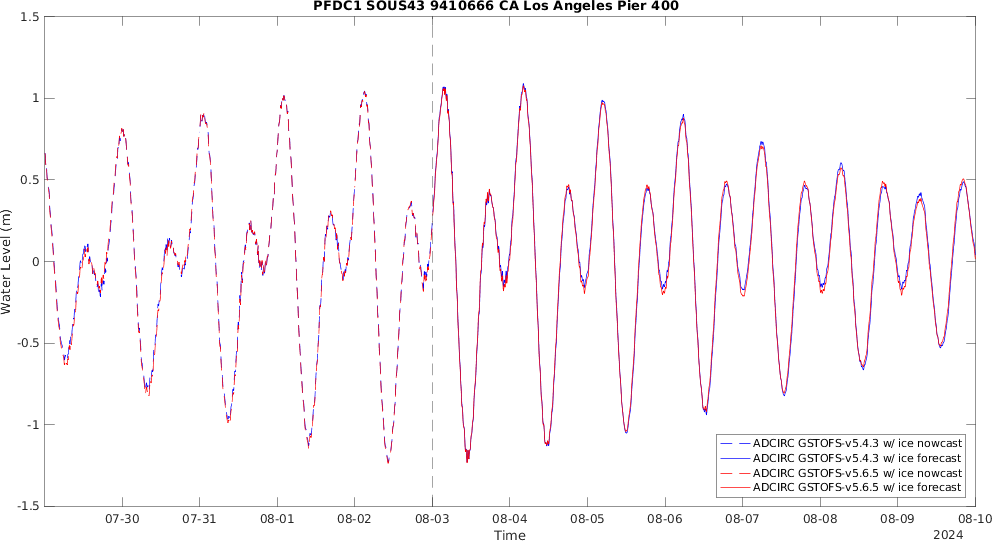 PFDC1 SOUS43 9410666 CA Los Angeles Pier 400
1.5
1
0.5
0
-0.5
-1
-1.5
Water Level (m)
ADCIRC GSTOFS-v5.4.3 w/ ice nowcast
ADCIRC GSTOFS-v5.4.3 w/ ice forecast
ADCIRC GSTOFS-v5.6.5 w/ ice nowcast
ADCIRC GSTOFS-v5.6.5 w/ ice forecast
07-30 07-31 08-01 08-02 08-03 08-04 08-05 08-06 08-07 08-08 08-09 08-10
Time
2024